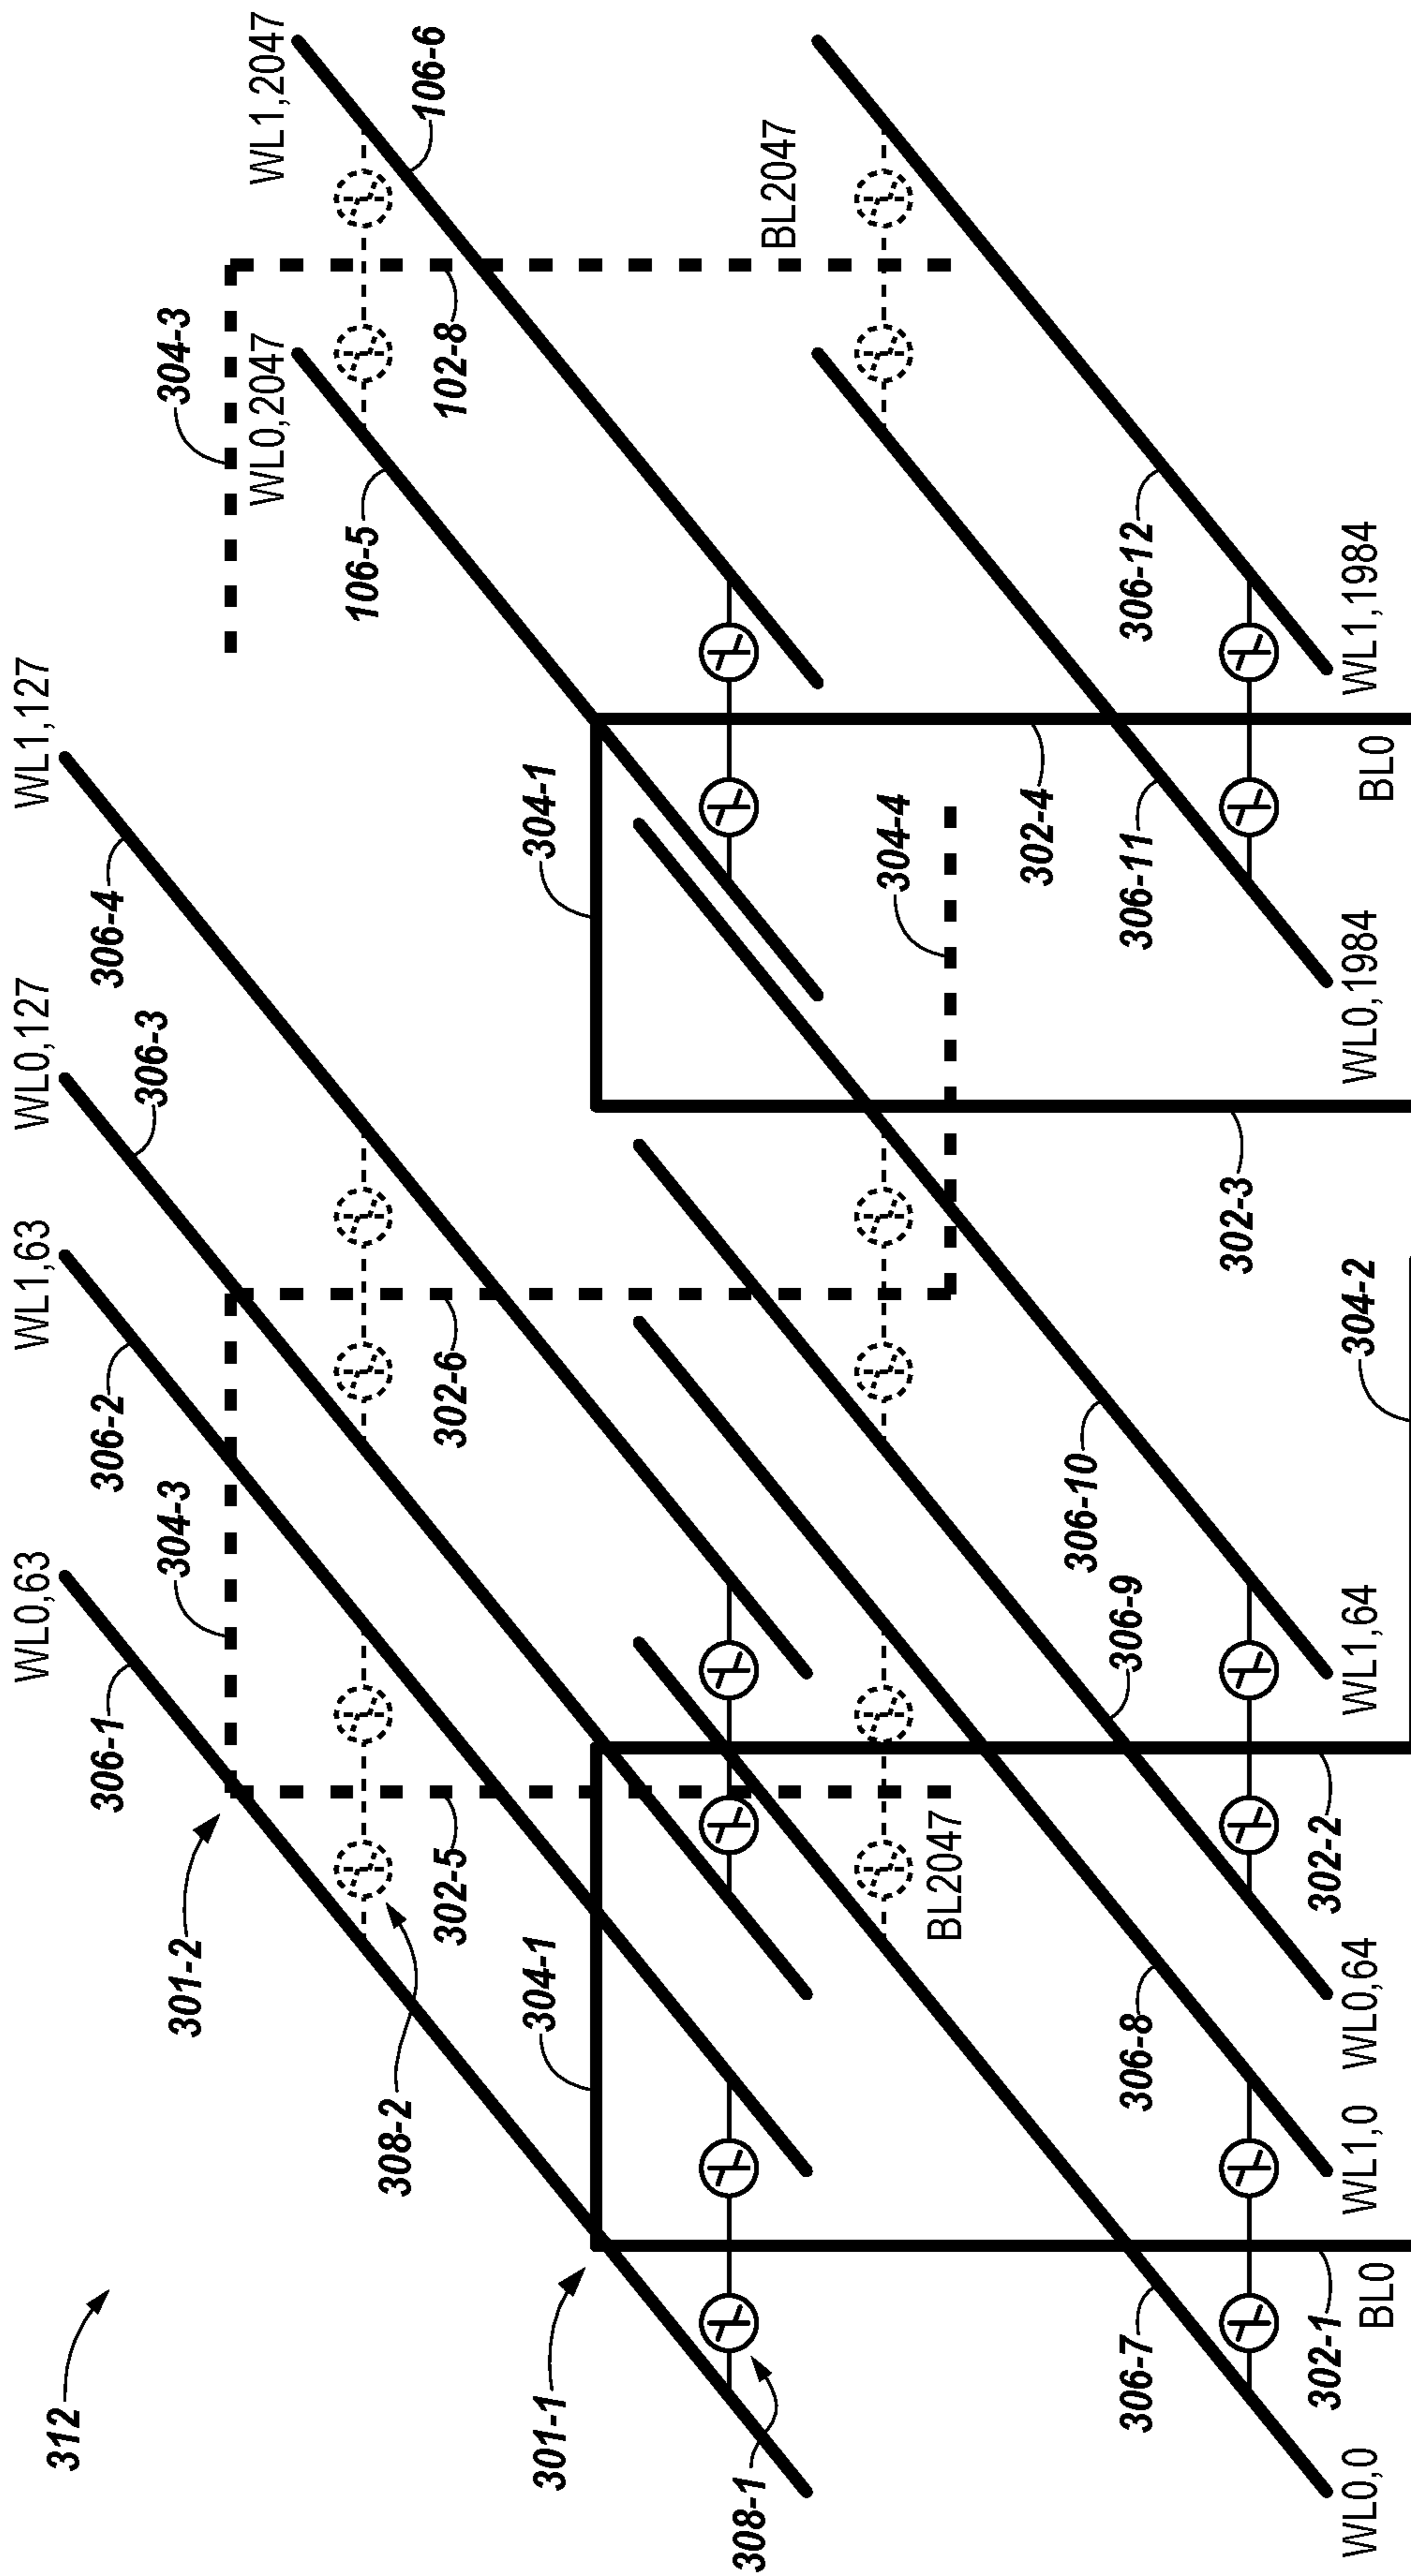 WL0,63
WL1,63
WL0,127
WL1,127
312
306-1
306-2
306-4
306-3
301-2
304-3
304-3
WL0,2047
WL1,2047
106-5
308-2
106-6
302-5
302-6
102-8
301-1
304-1
304-1
308-1
BL2047
304-4
BL2047
302-4
306-10
306-9
306-7
306-8
306-11
306-12
302-3
302-1
302-2
304-2
WL0,0
WL1,0
WL0,64
WL1,64
WL0,1984
WL1,1984
BL0
BL0